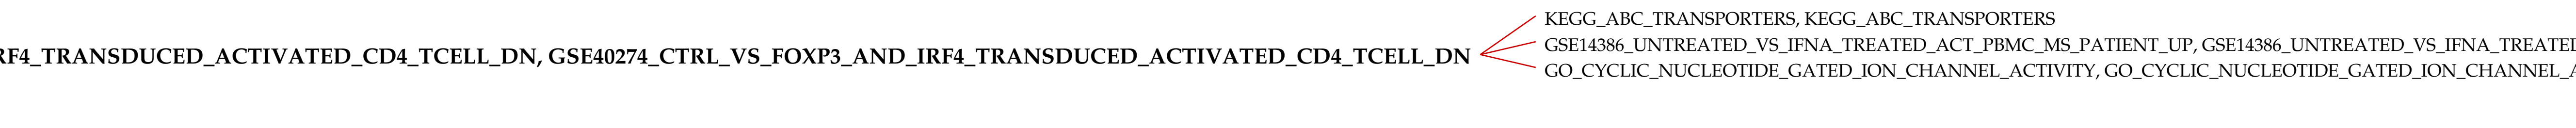 KEGG_ABC_TRANSPORTERS, KEGG_ABC_TRANSPORTERS
RF4_TRANSDUCED_ACTIVATED_CD4_TCELL_DN, GSE40274_CTRL_VS_FOXP3_AND_IRF4_TRANSDUCED_ACTIVATED_CD4_TCELL_DN
GSE14386_UNTREATED_VS_IFNA_TREATED_ACT_PBMC_MS_PATIENT_UP, GSE14386_UNTREATED_VS_IFNA_TREATED
GO_CYCLIC_NUCLEOTIDE_GATED_ION_CHANNEL_ACTIVITY, GO_CYCLIC_NUCLEOTIDE_GATED_ION_CHANNEL_A